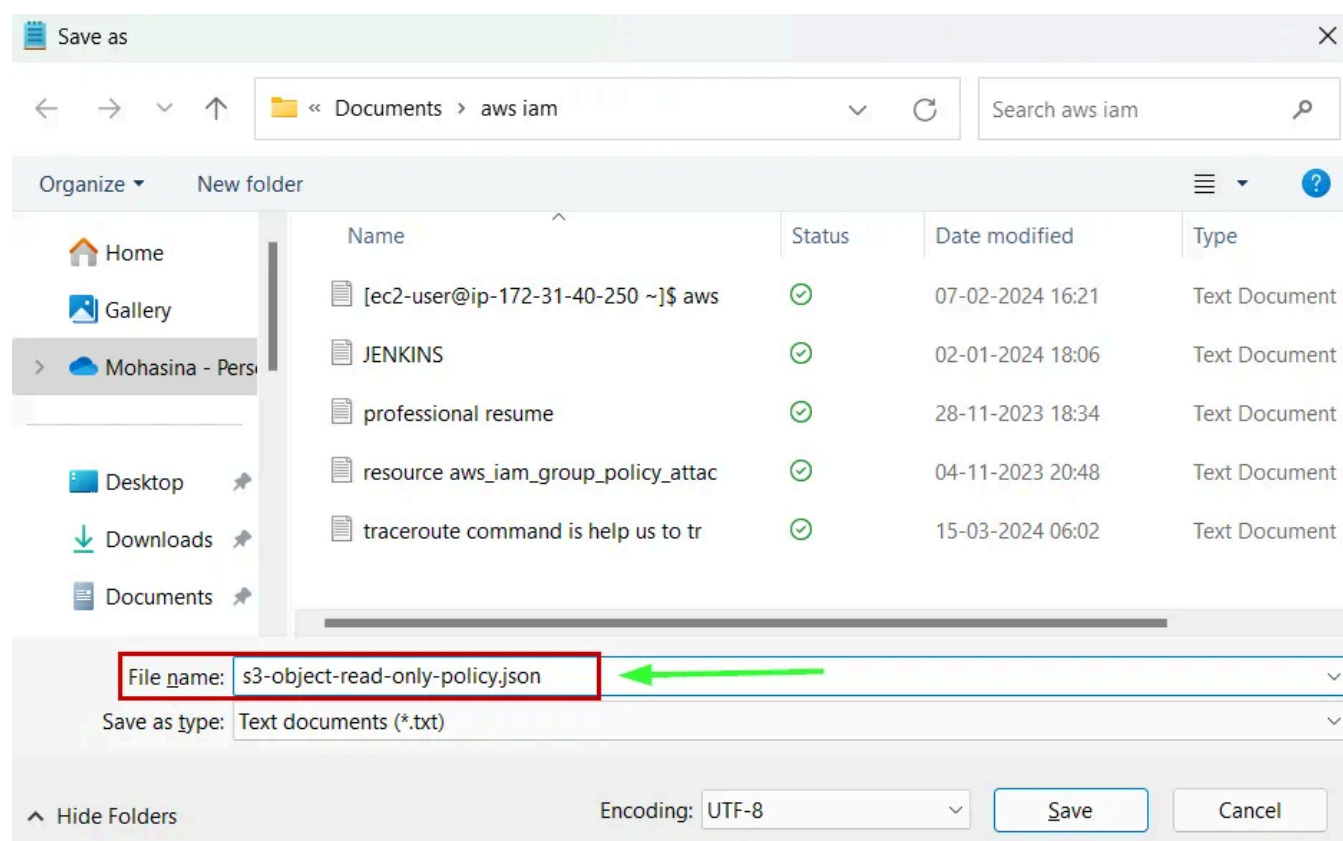 Save as
« Documents > aws iam
Search aws iam
Organize
New folder
?
Name Status Date modified Type
Home
Gallery
Mohasina - Pers
Desktop
Downloads
Documents
[ec2-user@ip-172-31-40-250 ~]$ aws 07-02-2024 16:21 Text Document
JENKINS 02-01-2024 18:06 Text Document
professional resume 28-11-2023 18:34 Text Document
resource aws_iam_group_policy_attac 04-11-2023 20:48 Text Document
traceroute command is help us to tr 15-03-2024 06:02 Text Document
File name: s3-object-read-only-policy.json
Save as type: Text documents (*.txt)
Hide Folders
Encoding: UTF-8
Save
Cancel